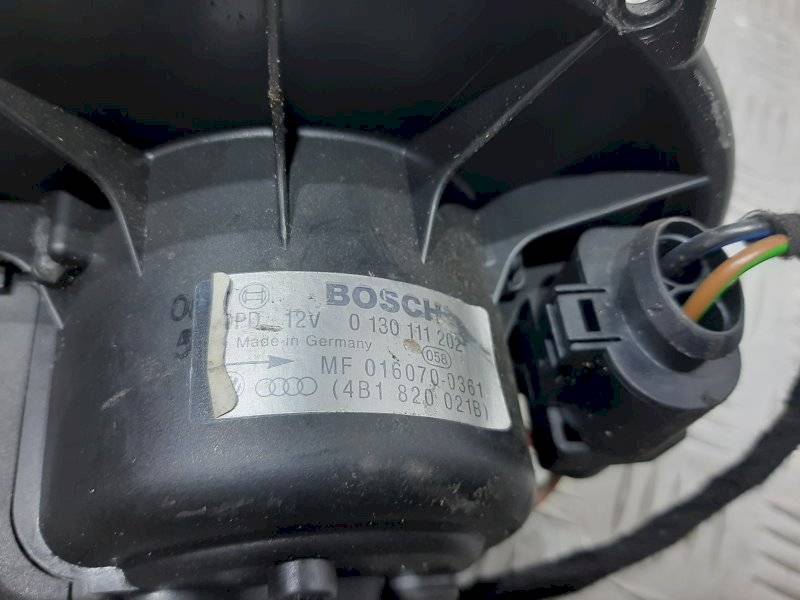 BOSCH
12V 0 130 111 202
Made in Germany
058
MF 016070-0361
(4B1 820 021B)